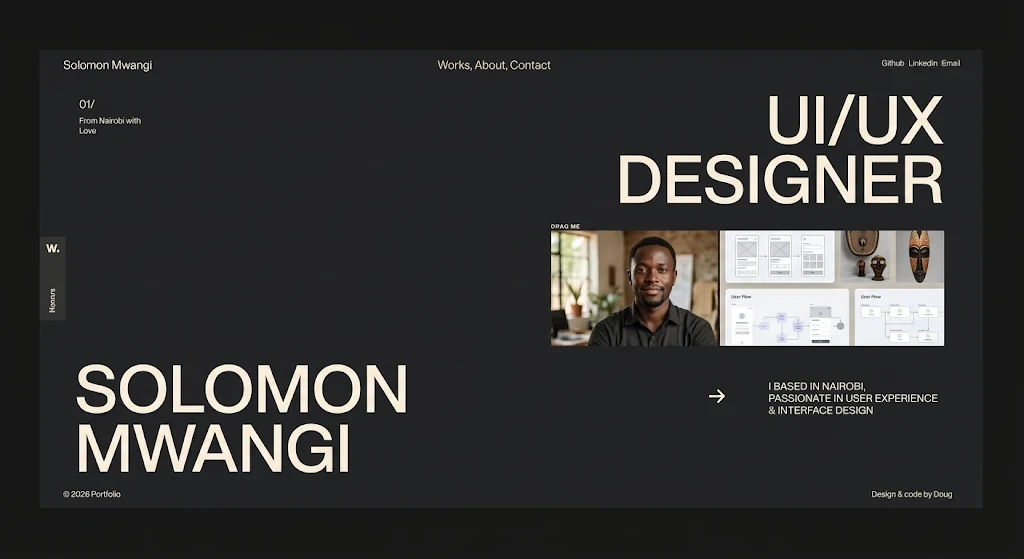 Solomon Mwangi
Works, About, Contact
Github LinkedIn Email
01/
From Nairobi with
Love
UI/UX
DESIGNER
DRAG ME
User Flow
User Flow
W.
Honors
SOLOMON
MWANGI
→
I BASED IN NAIROBI,
PASSIONATE IN USER EXPERIENCE
& INTERFACE DESIGN
© 2026 Portfolio
Design & code by Doug